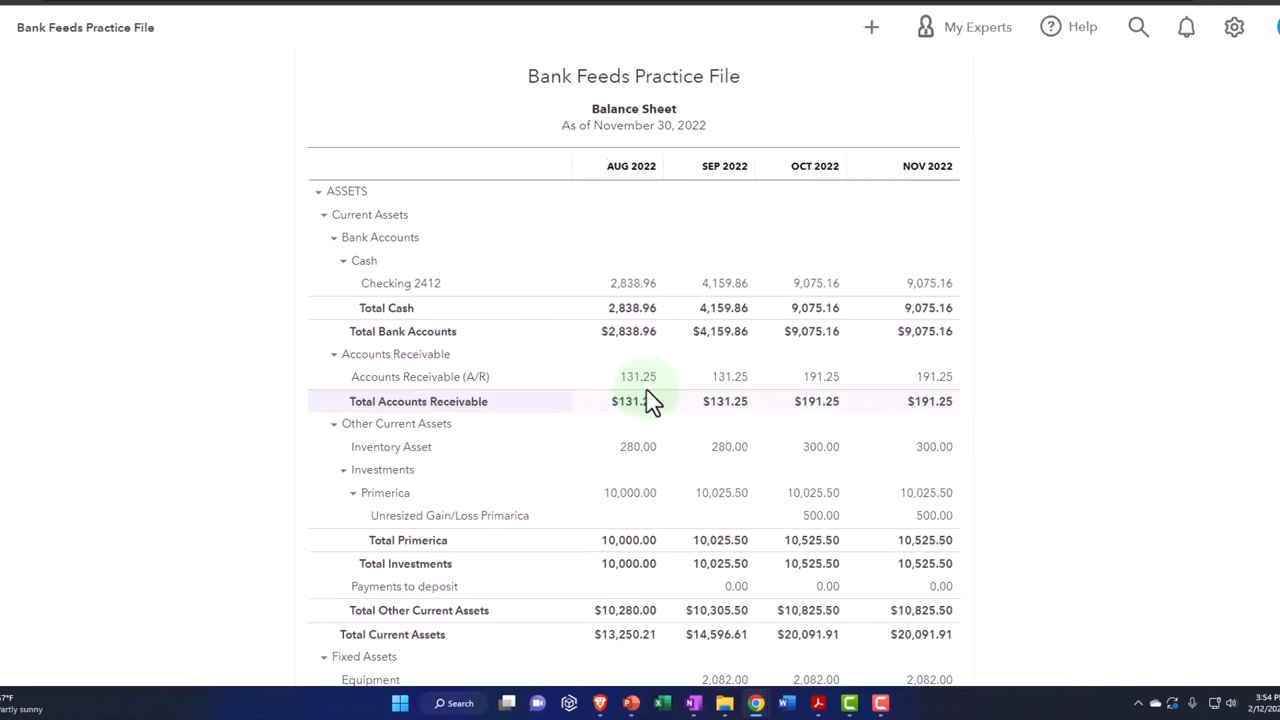 Bank Feeds Practice File
My Experts
Help
Bank Feeds Practice File
Balance Sheet
As of November 30, 2022
AUG 2022 SEP 2022 OCT 2022 NOV 2022
ASSETS
Current Assets
Bank Accounts
Cash
Checking 2412 2,838.96 4,159.86 9,075.16 9,075.16
Total Cash 2,838.96 4,159.86 9,075.16 9,075.16
Total Bank Accounts $2,838.96 $4,159.86 $9,075.16 $9,075.16
Accounts Receivable
Accounts Receivable (A/R) 131.25 131.25 191.25 191.25
Total Accounts Receivable $131.25 $131.25 $191.25 $191.25
Other Current Assets
Inventory Asset 280.00 280.00 300.00 300.00
Investments
Primerica 10,000.00 10,025.50 10,025.50 10,025.50
Unresized Gain/Loss Primarica 500.00 500.00
Total Primerica 10,000.00 10,025.50 10,525.50 10,525.50
Total Investments 10,000.00 10,025.50 10,525.50 10,525.50
Payments to deposit 0.00 0.00 0.00
Total Other Current Assets $10,280.00 $10,305.50 $10,825.50 $10,825.50
Total Current Assets $13,250.21 $14,596.61 $20,091.91 $20,091.91
Fixed Assets
Equipment 2,082.00 2,082.00 2,082.00
Search
3:54 PM